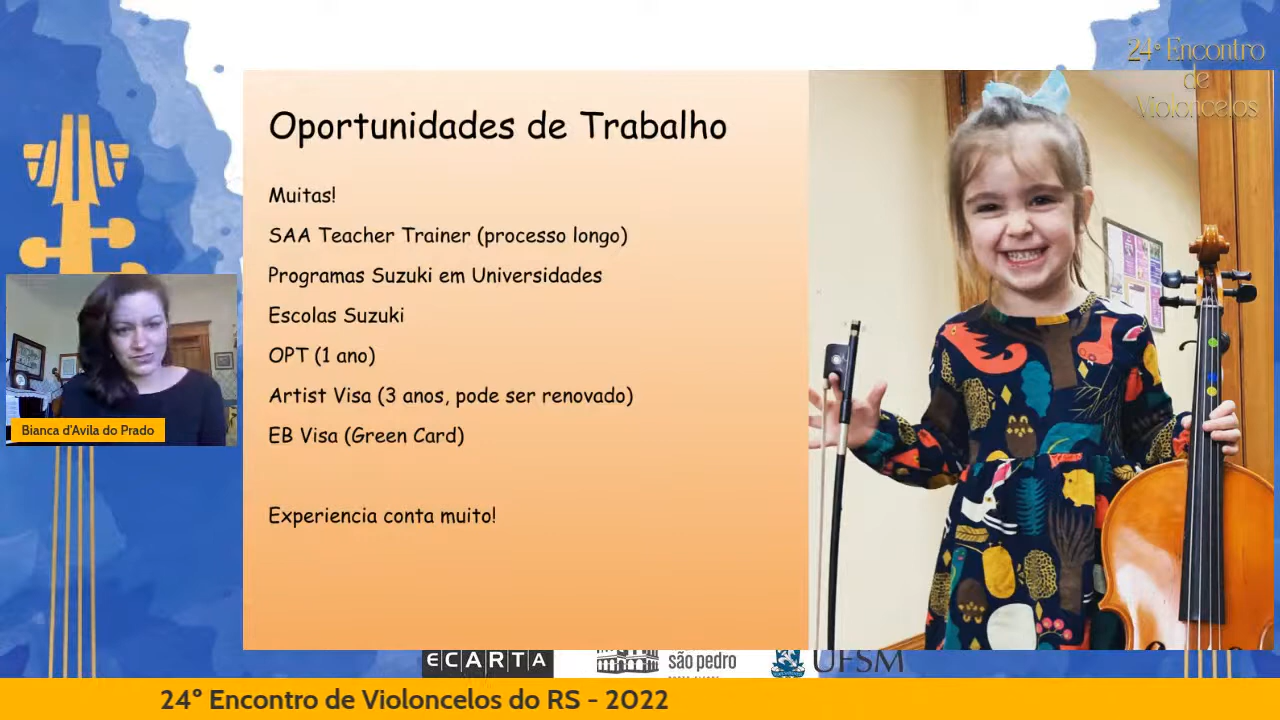 24º Encontro
de
Violoncelos
Oportunidades de Trabalho
Muitas!
SAA Teacher Trainer (processo longo)
Programas Suzuki em Universidades
Escolas Suzuki
OPT (1 ano)
Artist Visa (3 anos, pode ser renovado)
EB Visa (Green Card)
Experiencia conta muito!
Bianca d'Avila do Prado
eCARTA
são pedro
UFSM
24º Encontro de Violoncelos do RS - 2022